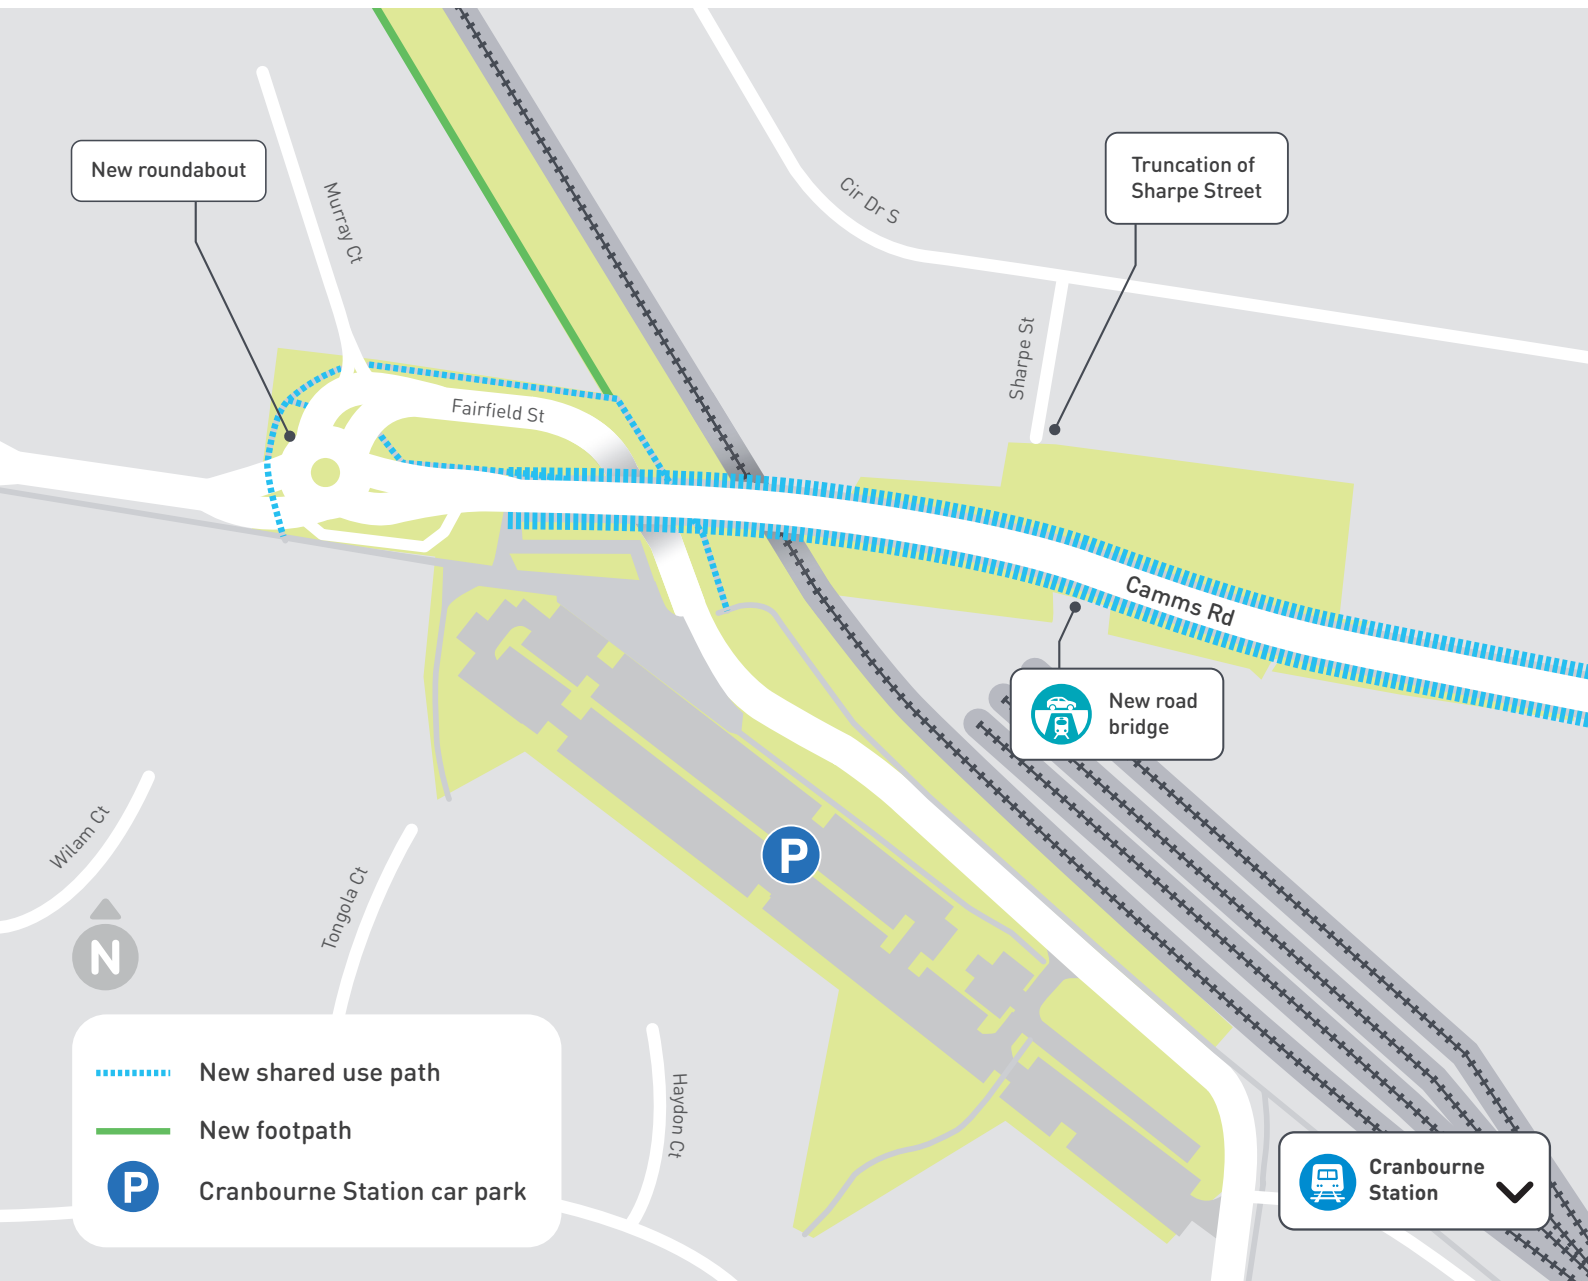 New roundabout
Murray Ct
Cir Dr S
Truncation of
Sharpe Street
Sharpe St
Fairfield St
Camms Rd
New road
bridge
Wilam Ct
Tongola Ct
P
N
New shared use path
New footpath
P
Cranbourne Station car park
Haydon Ct
Cranbourne
Station